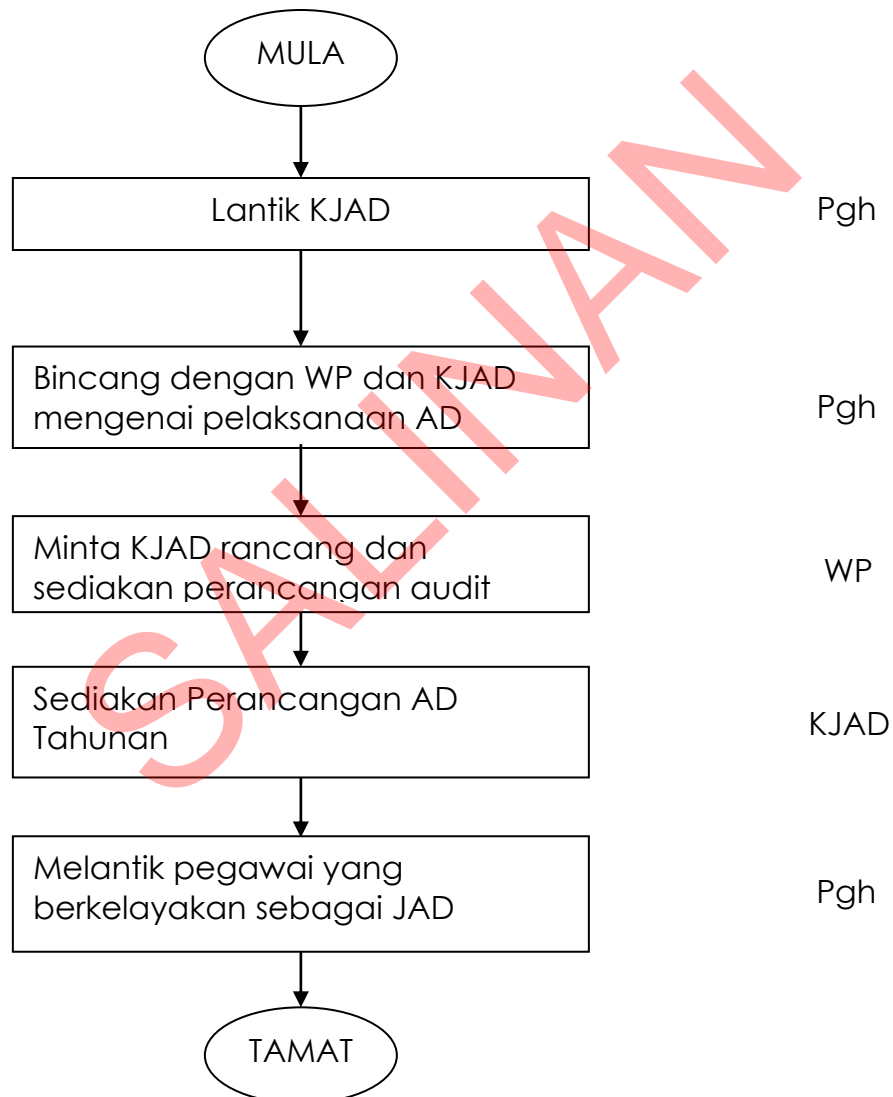 MULA
Lantik KJAD
Pgh
Bincang dengan WP dan KJAD
mengenai pelaksanaan AD
Pgh
Minta KJAD rancang dan
sediakan perancangan audit
WP
Sediakan Perancangan AD
Tahunan
KJAD
Melantik pegawai yang
berkelayakan sebagai JAD
Pgh
TAMAT
SALINAN